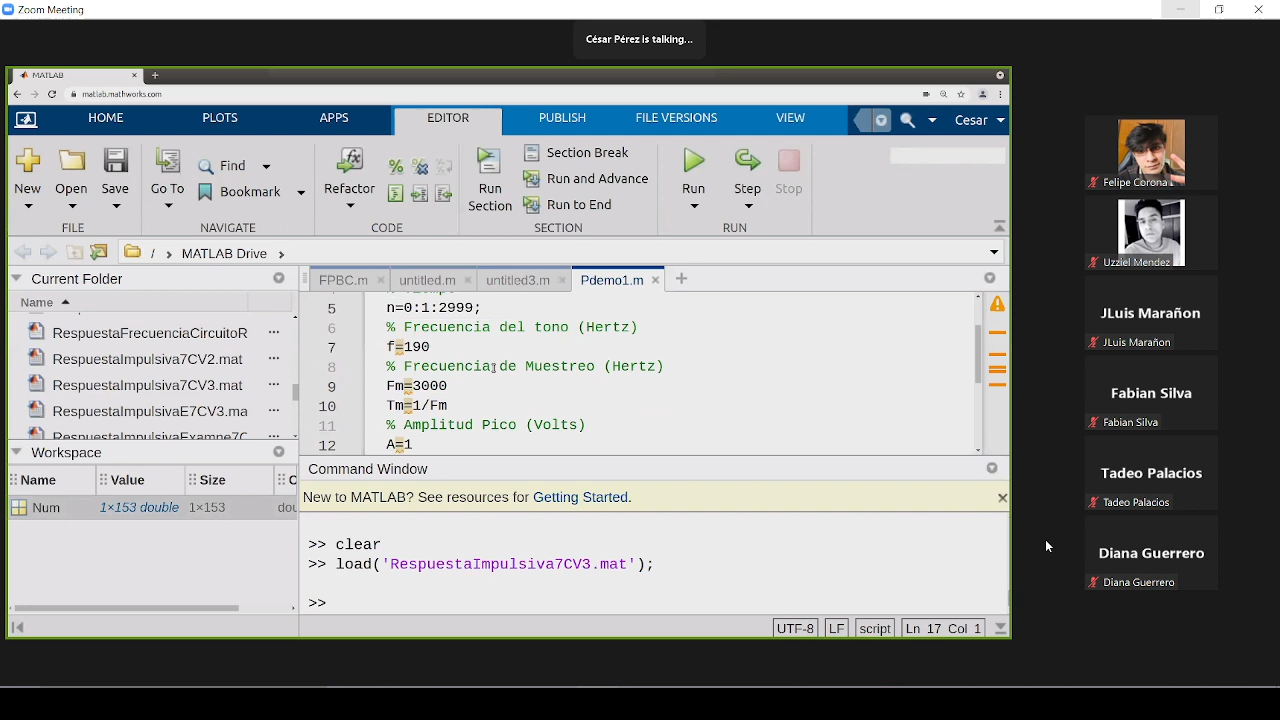 Zoom Meeting
César Pérez is talking...
MATLAB
matlab.mathworks.com
HOME
PLOTS
APPS
EDITOR
PUBLISH
FILE VERSIONS
VIEW
Cesar
New
Open
Save
FILE
Go To
Find
Bookmark
NAVIGATE
Refactor
CODE
Run Section
Section Break
Run and Advance
Run to End
SECTION
Run
Step
Stop
RUN
/ › MATLAB Drive ›
Current Folder
Name
RespuestaFrecuenciaCircuitoR
RespuestaImpulsiva7CV2.mat
RespuestaImpulsiva7CV3.mat
RespuestaImpulsivaE7CV3.ma
RespuestaImpulsivaExamne7C
Workspace
Name
Value
Size
C
Num
1×153 double
1×153
dou
FPBC.m
untitled.m
untitled3.m
Pdemo1.m
5 n=0:1:2999;
6 % Frecuencia del tono (Hertz)
7 f=190
8 % Frecuencia de Muestreo (Hertz)
9 Fm=3000
10 Tm=1/Fm
11 % Amplitud Pico (Volts)
12 A=1
Command Window
New to MATLAB? See resources for Getting Started.
>> clear
>> load('RespuestaImpulsiva7CV3.mat');
>>
UTF-8
LF
script
Ln 17 Col 1
Felipe Corona
Uzziel Mendez
JLuis Marañon
JLuis Marañon
Fabian Silva
Fabian Silva
Tadeo Palacios
Tadeo Palacios
Diana Guerrero
Diana Guerrero